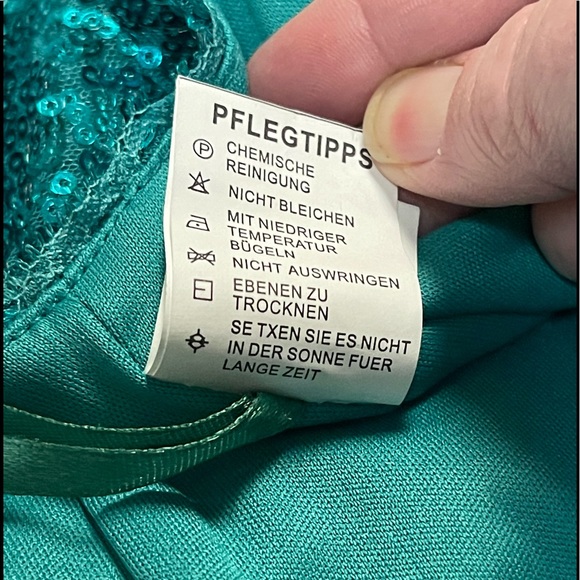 PFLEGTIPPS
CHEMISCHE
REINIGUNG
NICHT BLEICHEN
MIT NIEDRIGER
TEMPERATUR
BÜGELN
NICHT AUSWRINGEN
EBENEN ZU
TROCKNEN
SE TXEN SIE ES NICHT
IN DER SONNE FUER
LANGE ZEIT